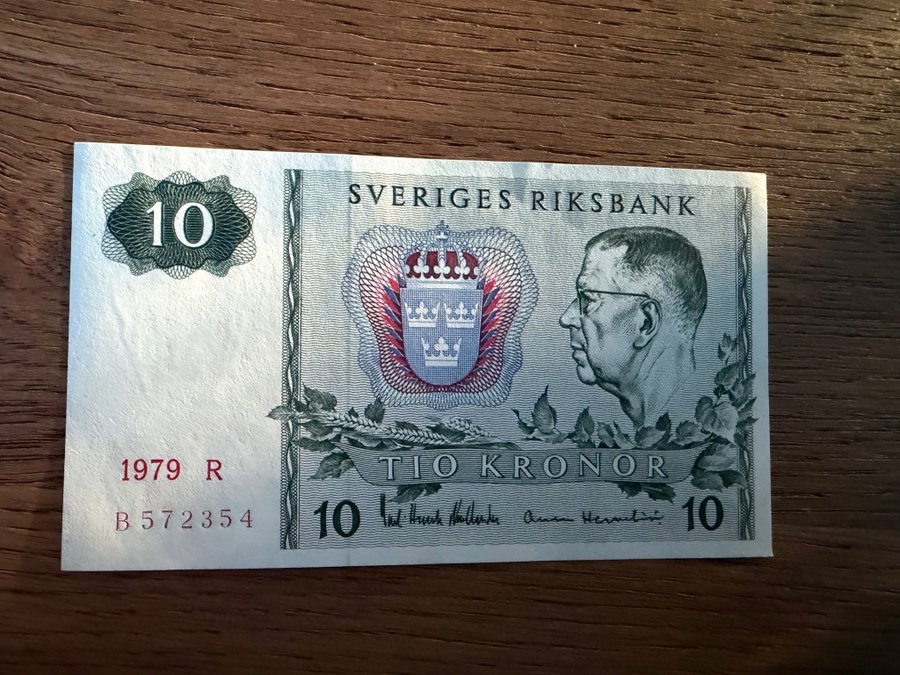 SVERIGES RIKSBANK
10
1979 R
B 572354
TIO KRONOR
10
10